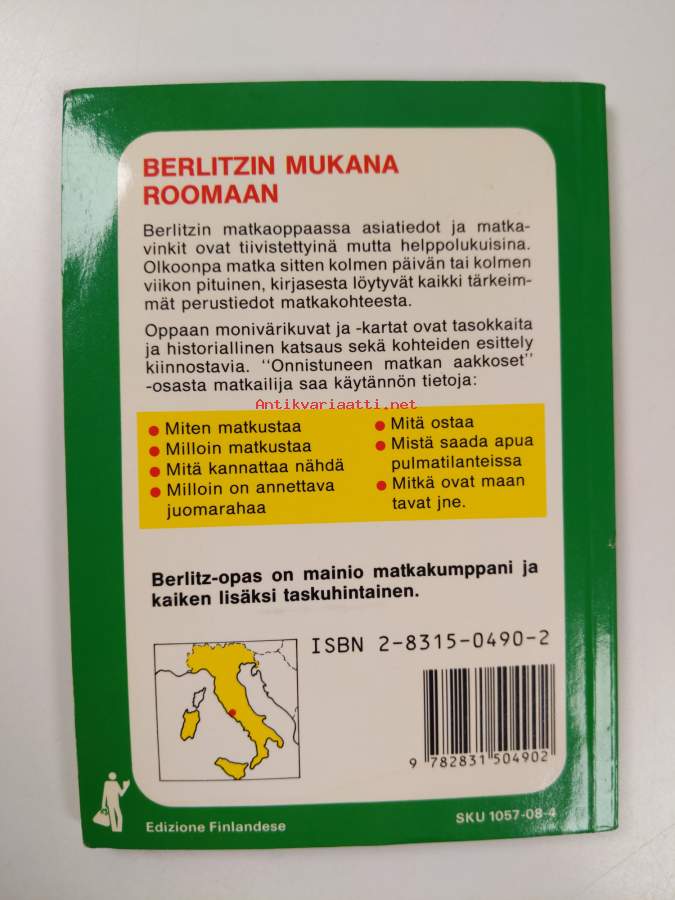 BERLITZIN MUKANA
ROOMAAN
Berlitzin matkaoppaassa asiatiedot ja matka-
vinkit ovat tiivistettyinä mutta helppolukuisina.
Olkoonpa matka sitten kolmen päivän tai kolmen
viikon pituinen, kirjasesta löytyvät kaikki tärkeim-
mät perustiedot matkakohteesta.
Oppaan monivärikuvat ja -kartat ovat tasokkaita
ja historiallinen katsaus sekä kohteiden esittely
kiinnostavia. "Onnistuneen matkan aakkoset"
-osasta matkailija saa käytännön tietoja:
Antikvariaatti.net
● Miten matkustaa
● Milloin matkustaa
● Mitä kannattaa nähdä
● Milloin on annettava
juomarahaa
● Mitä ostaa
● Mistä saada apua
pulmatilanteissa
● Mitkä ovat maan
tavat jne.
Berlitz-opas on mainio matkakumppani ja
kaiken lisäksi taskuhintainen.
ISBN 2-8315-0490-2
9 782831 504902
Edizione Finlandese
SKU 1057-08-4